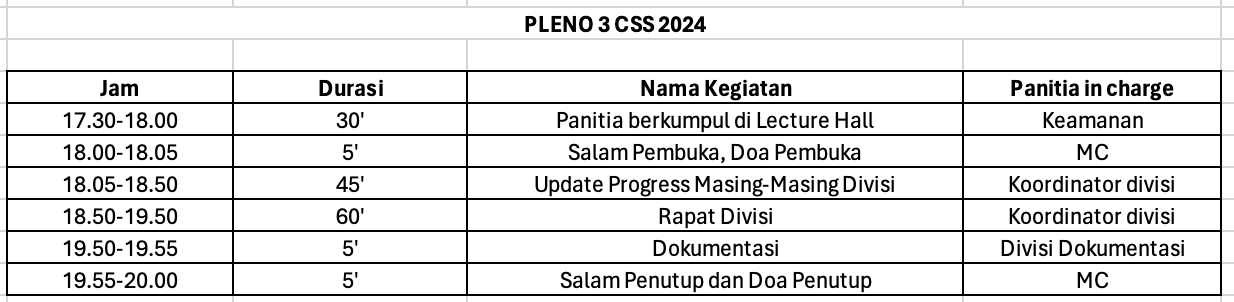 PLENO 3 CSS 2024
Jam Durasi Nama Kegiatan Panitia in charge
17.30-18.00 30' Panitia berkumpul di Lecture Hall Keamanan
18.00-18.05 5' Salam Pembuka, Doa Pembuka MC
18.05-18.50 45' Update Progress Masing-Masing Divisi Koordinator divisi
18.50-19.50 60' Rapat Divisi Koordinator divisi
19.50-19.55 5' Dokumentasi Divisi Dokumentasi
19.55-20.00 5' Salam Penutup dan Doa Penutup MC